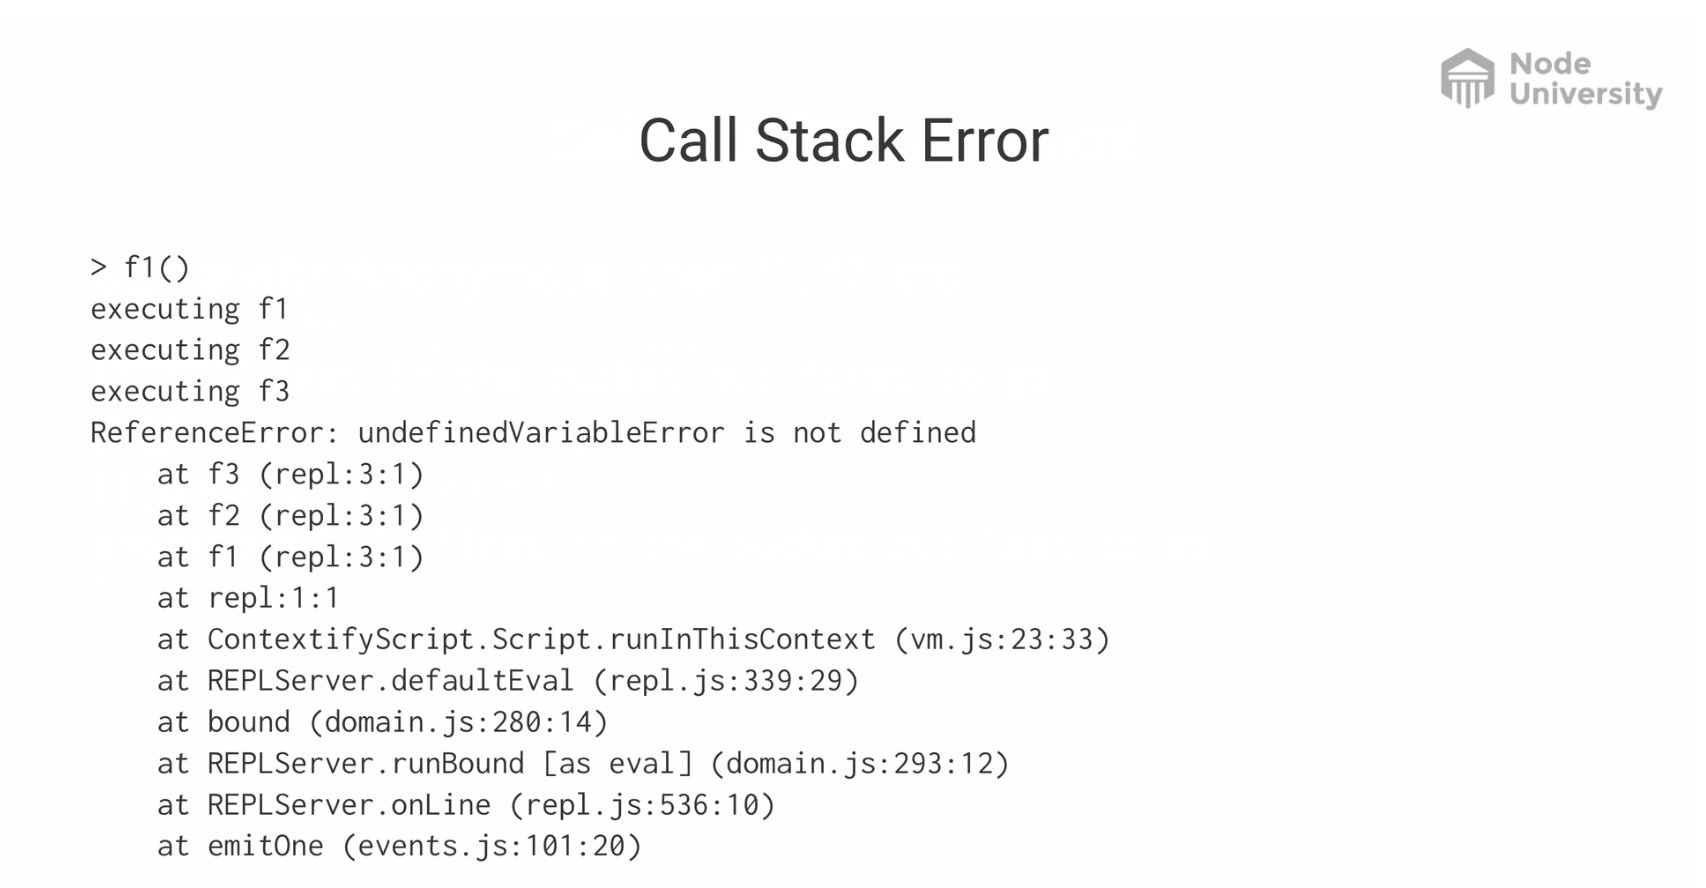 Node
University
Call Stack Error
> f1()
executing f1
executing f2
executing f3
ReferenceError: undefinedVariableError is not defined
    at f3 (repl:3:1)
    at f2 (repl:3:1)
    at f1 (repl:3:1)
    at repl:1:1
    at ContextifyScript.Script.runInThisContext (vm.js:23:33)
    at REPLServer.defaultEval (repl.js:339:29)
    at bound (domain.js:280:14)
    at REPLServer.runBound [as eval] (domain.js:293:12)
    at REPLServer.onLine (repl.js:536:10)
    at emitOne (events.js:101:20)